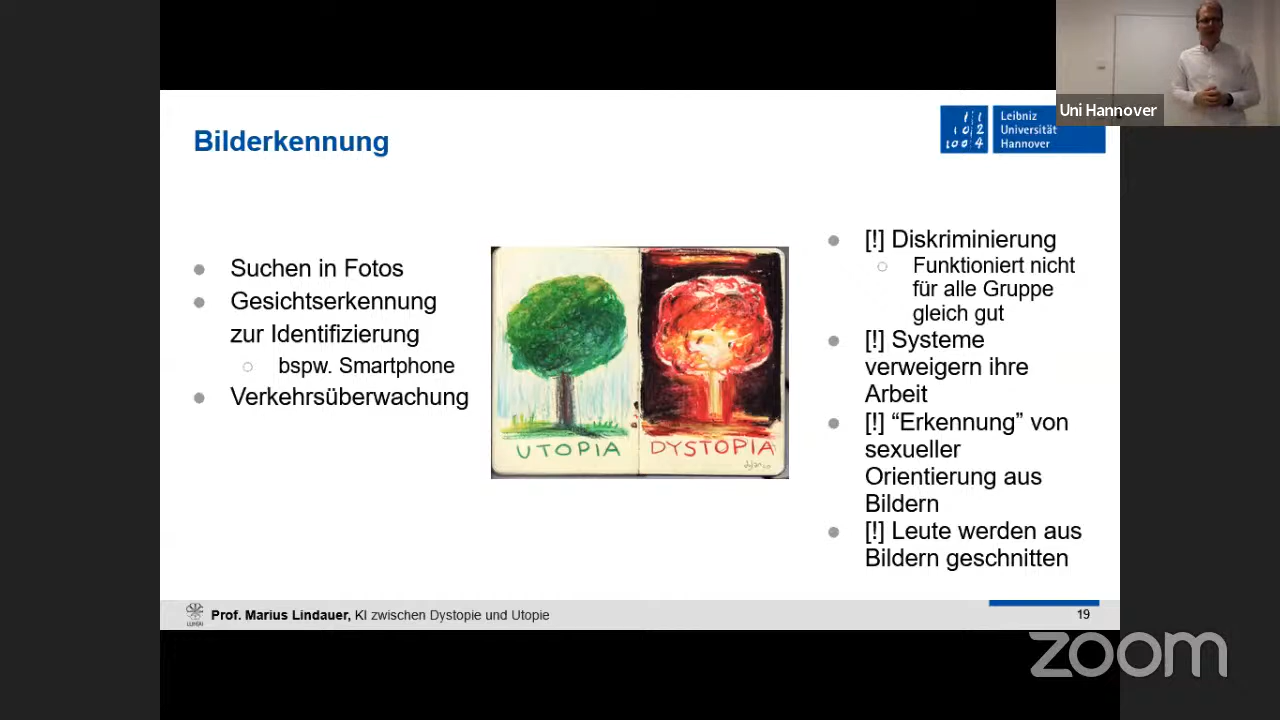 Uni Hannover
Bilderkennung
Leibniz
Universität
Hannover
Suchen in Fotos
Gesichtserkennung
zur Identifizierung
bspw. Smartphone
Verkehrsüberwachung
UTOPIA
DYSTOPIA
[!] Diskriminierung
Funktioniert nicht
für alle Gruppe
gleich gut
[!] Systeme
verweigern ihre
Arbeit
[!] “Erkennung” von
sexueller
Orientierung aus
Bildern
[!] Leute werden aus
Bildern geschnitten
Prof. Marius Lindauer, KI zwischen Dystopie und Utopie
19
zoom